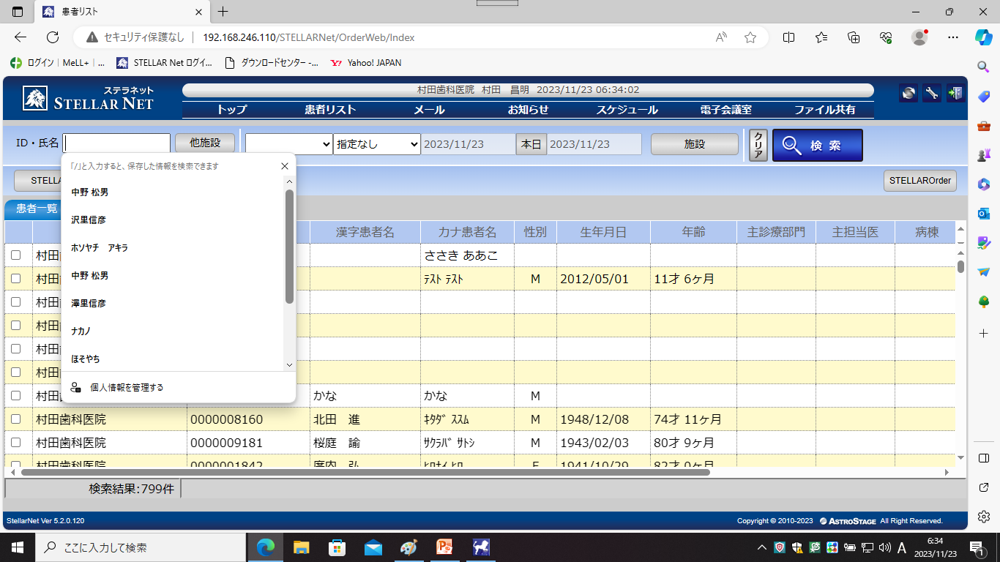 患者リスト
セキュリティ保護なし 192.168.246.110/STELLARNet/OrderWeb/Index
ログイン | MeLL+ | ... STELLAR Net ログイ... ダウンロードセンター -... Yahoo! JAPAN
ステラネット
STELLAR NET
村田歯科医院 村田 昌明 2023/11/23 06:34:02
トップ 患者リスト メール お知らせ スケジュール 電子会議室 ファイル共有
ID・氏名 他施設 指定なし 2023/11/23 本日 2023/11/23 施設 クリア 検 索
STELLA STELLAROrder
「/」と入力すると、保存した情報を検索できます
中野 松男
沢里信彦
ホソヤチ アキラ
中野 松男
澤里信彦
ナカノ
ほそやち
個人情報を管理する
患者一覧
漢字患者名 カナ患者名 性別 生年月日 年齢 主診療部門 主担当医 病棟
村田歯 ささき ああこ
村田歯 ﾃｽﾄ ﾃｽﾄ M 2012/05/01 11才 6ヶ月
村田歯
村田歯
村田歯
村田歯
村田歯 かな かな M
村田歯科医院 0000008160 北田 進 ｷﾀﾀﾞ ｽｽﾑ M 1948/12/08 74才 11ヶ月
村田歯科医院 0000009181 桜庭 諭 ｻｸﾗﾊﾞ ｻﾄｼ M 1943/02/03 80才 9ヶ月
村田歯科医院 0000001842 F 1941/10/29 82才 0ヶ月
検索結果:799件
StellarNet Ver 5.2.0.120 Copyright © 2010-2023 ASTROSTAGE All Right Reserved.
ここに入力して検索 A 6:34
2023/11/23 1